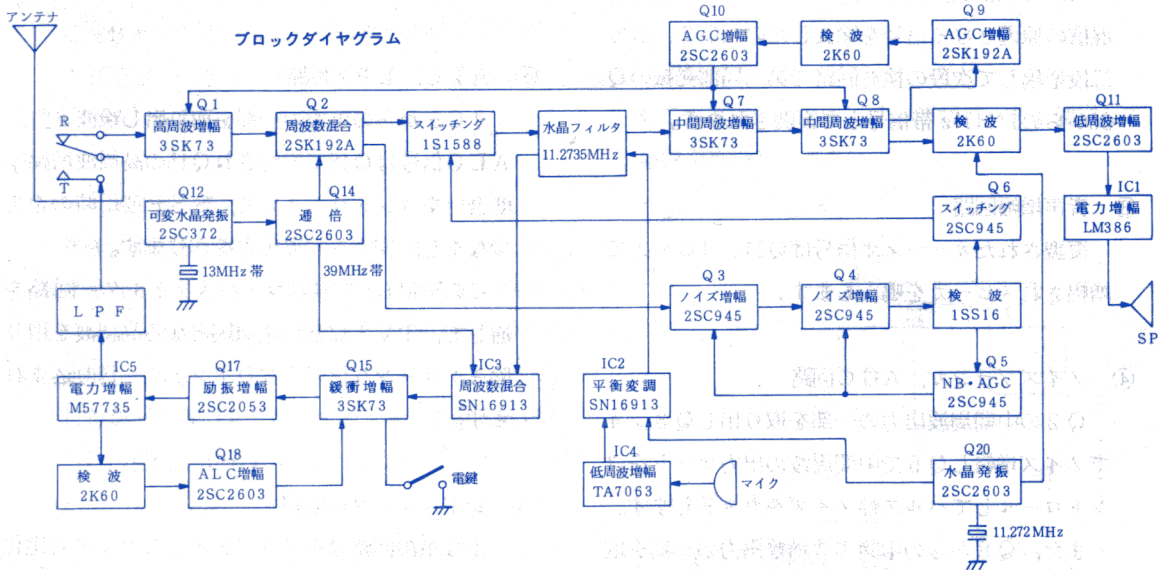 アンテナ
ブロックダイヤグラム
Q10
AGC増幅
2SC2603
検波
2K60
Q9
AGC増幅
2SK192A
R
T
Q1
高周波増幅
3SK73
Q2
周波数混合
2SK192A
スイッチング
1S1588
水晶フィルタ
11.2735MHz
Q7
中間周波増幅
3SK73
Q8
中間周波増幅
3SK73
検波
2K60
Q11
低周波増幅
2SC2603
Q12
可変水晶発振
2SC372
13MHz帯
Q14
逓倍
2SC2603
39MHz帯
Q6
スイッチング
2SC945
IC1
電力増幅
LM386
SP
Q3
ノイズ増幅
2SC945
Q4
ノイズ増幅
2SC945
検波
1SS16
Q5
NB・AGC
2SC945
LPF
IC5
電力増幅
M57735
Q17
励振増幅
2SC2053
Q15
緩衝増幅
3SK73
IC3
周波数混合
SN16913
IC2
平衡変調
SN16913
検波
2K60
Q18
ALC増幅
2SC2603
電鍵
IC4
低周波増幅
TA7063
マイク
Q20
水晶発振
2SC2603
11.272MHz